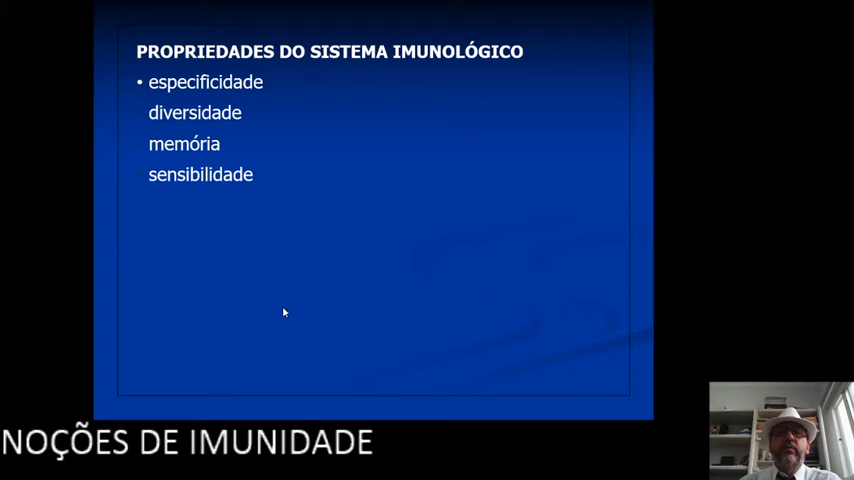 PROPRIEDADES DO SISTEMA IMUNOLÓGICO
• especificidade
diversidade
memória
sensibilidade
NOÇÕES DE IMUNIDADE